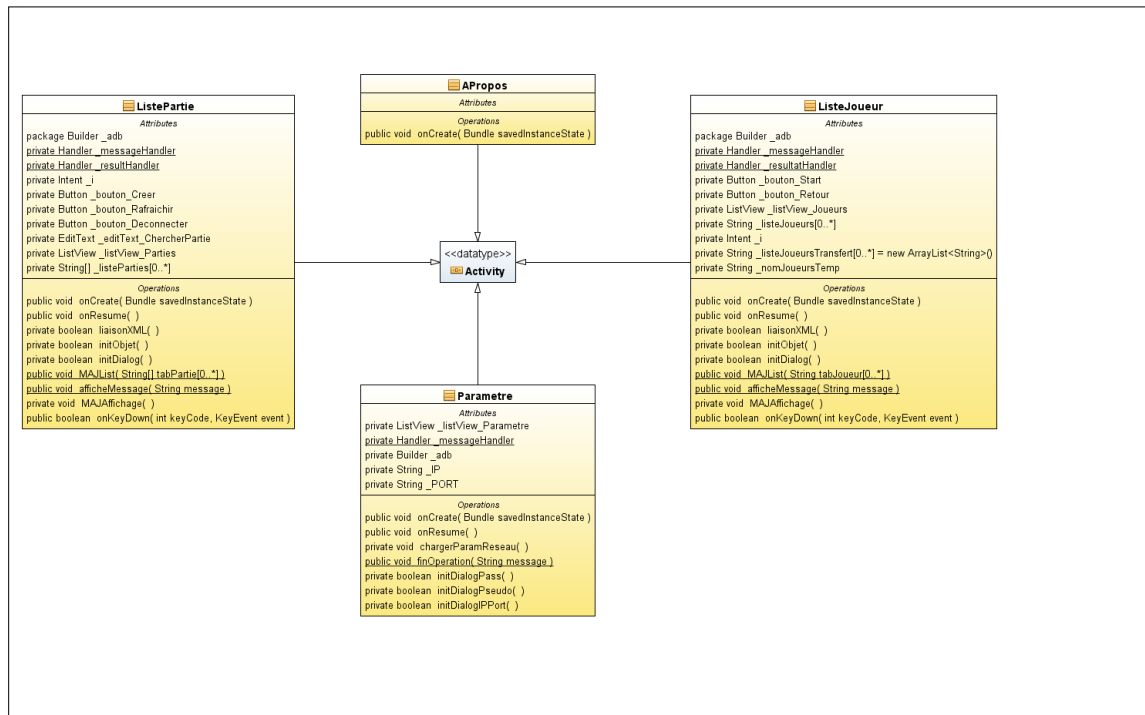 ListePartie
Attributes
package Builder _adb
private Handler _messageHandler
private Handler _resultHandler
private Intent _i
private Button _bouton_Creer
private Button _bouton_Rafraichir
private Button _bouton_Deconnecter
private EditText _editText_ChercherPartie
private ListView _listView_Parties
private String[] _listeParties[0..*]
Operations
public void onCreate( Bundle savedInstanceState )
public void onResume( )
private boolean liaisonXML( )
private boolean initObjet( )
private boolean initDialog( )
public void MAJList( String[] tabPartie[0..*] )
public void afficheMessage( String message )
private void MAJAffichage( )
public boolean onKeyDown( int keyCode, KeyEvent event )
APropos
Attributes
Operations
public void onCreate( Bundle savedInstanceState )
<<datatype>>
Activity
Parametre
Attributes
private ListView _listView_Parametre
private Handler _messageHandler
private Builder _adb
private String _IP
private String _PORT
Operations
public void onCreate( Bundle savedInstanceState )
public void onResume( )
private void chargerParamReseau( )
public void finOperation( String message )
private boolean initDialogPass( )
private boolean initDialogPseudo( )
private boolean initDialogIPPort( )
ListeJoueur
Attributes
package Builder _adb
private Handler _messageHandler
private Handler _resultatHandler
private Button _bouton_Start
private Button _bouton_Retour
private ListView _listView_Joueurs
private String _listeJoueurs[0..*]
private Intent _i
private String _listeJoueursTransfert[0..*] = new ArrayList<String>()
private String _nomJoueursTemp
Operations
public void onCreate( Bundle savedInstanceState )
public void onResume( )
private boolean liaisonXML( )
private boolean initObjet( )
private boolean initDialog( )
public void MAJList( String tabJoueur[0..*] )
public void afficheMessage( String message )
private void MAJAffichage( )
public boolean onKeyDown( int keyCode, KeyEvent event )